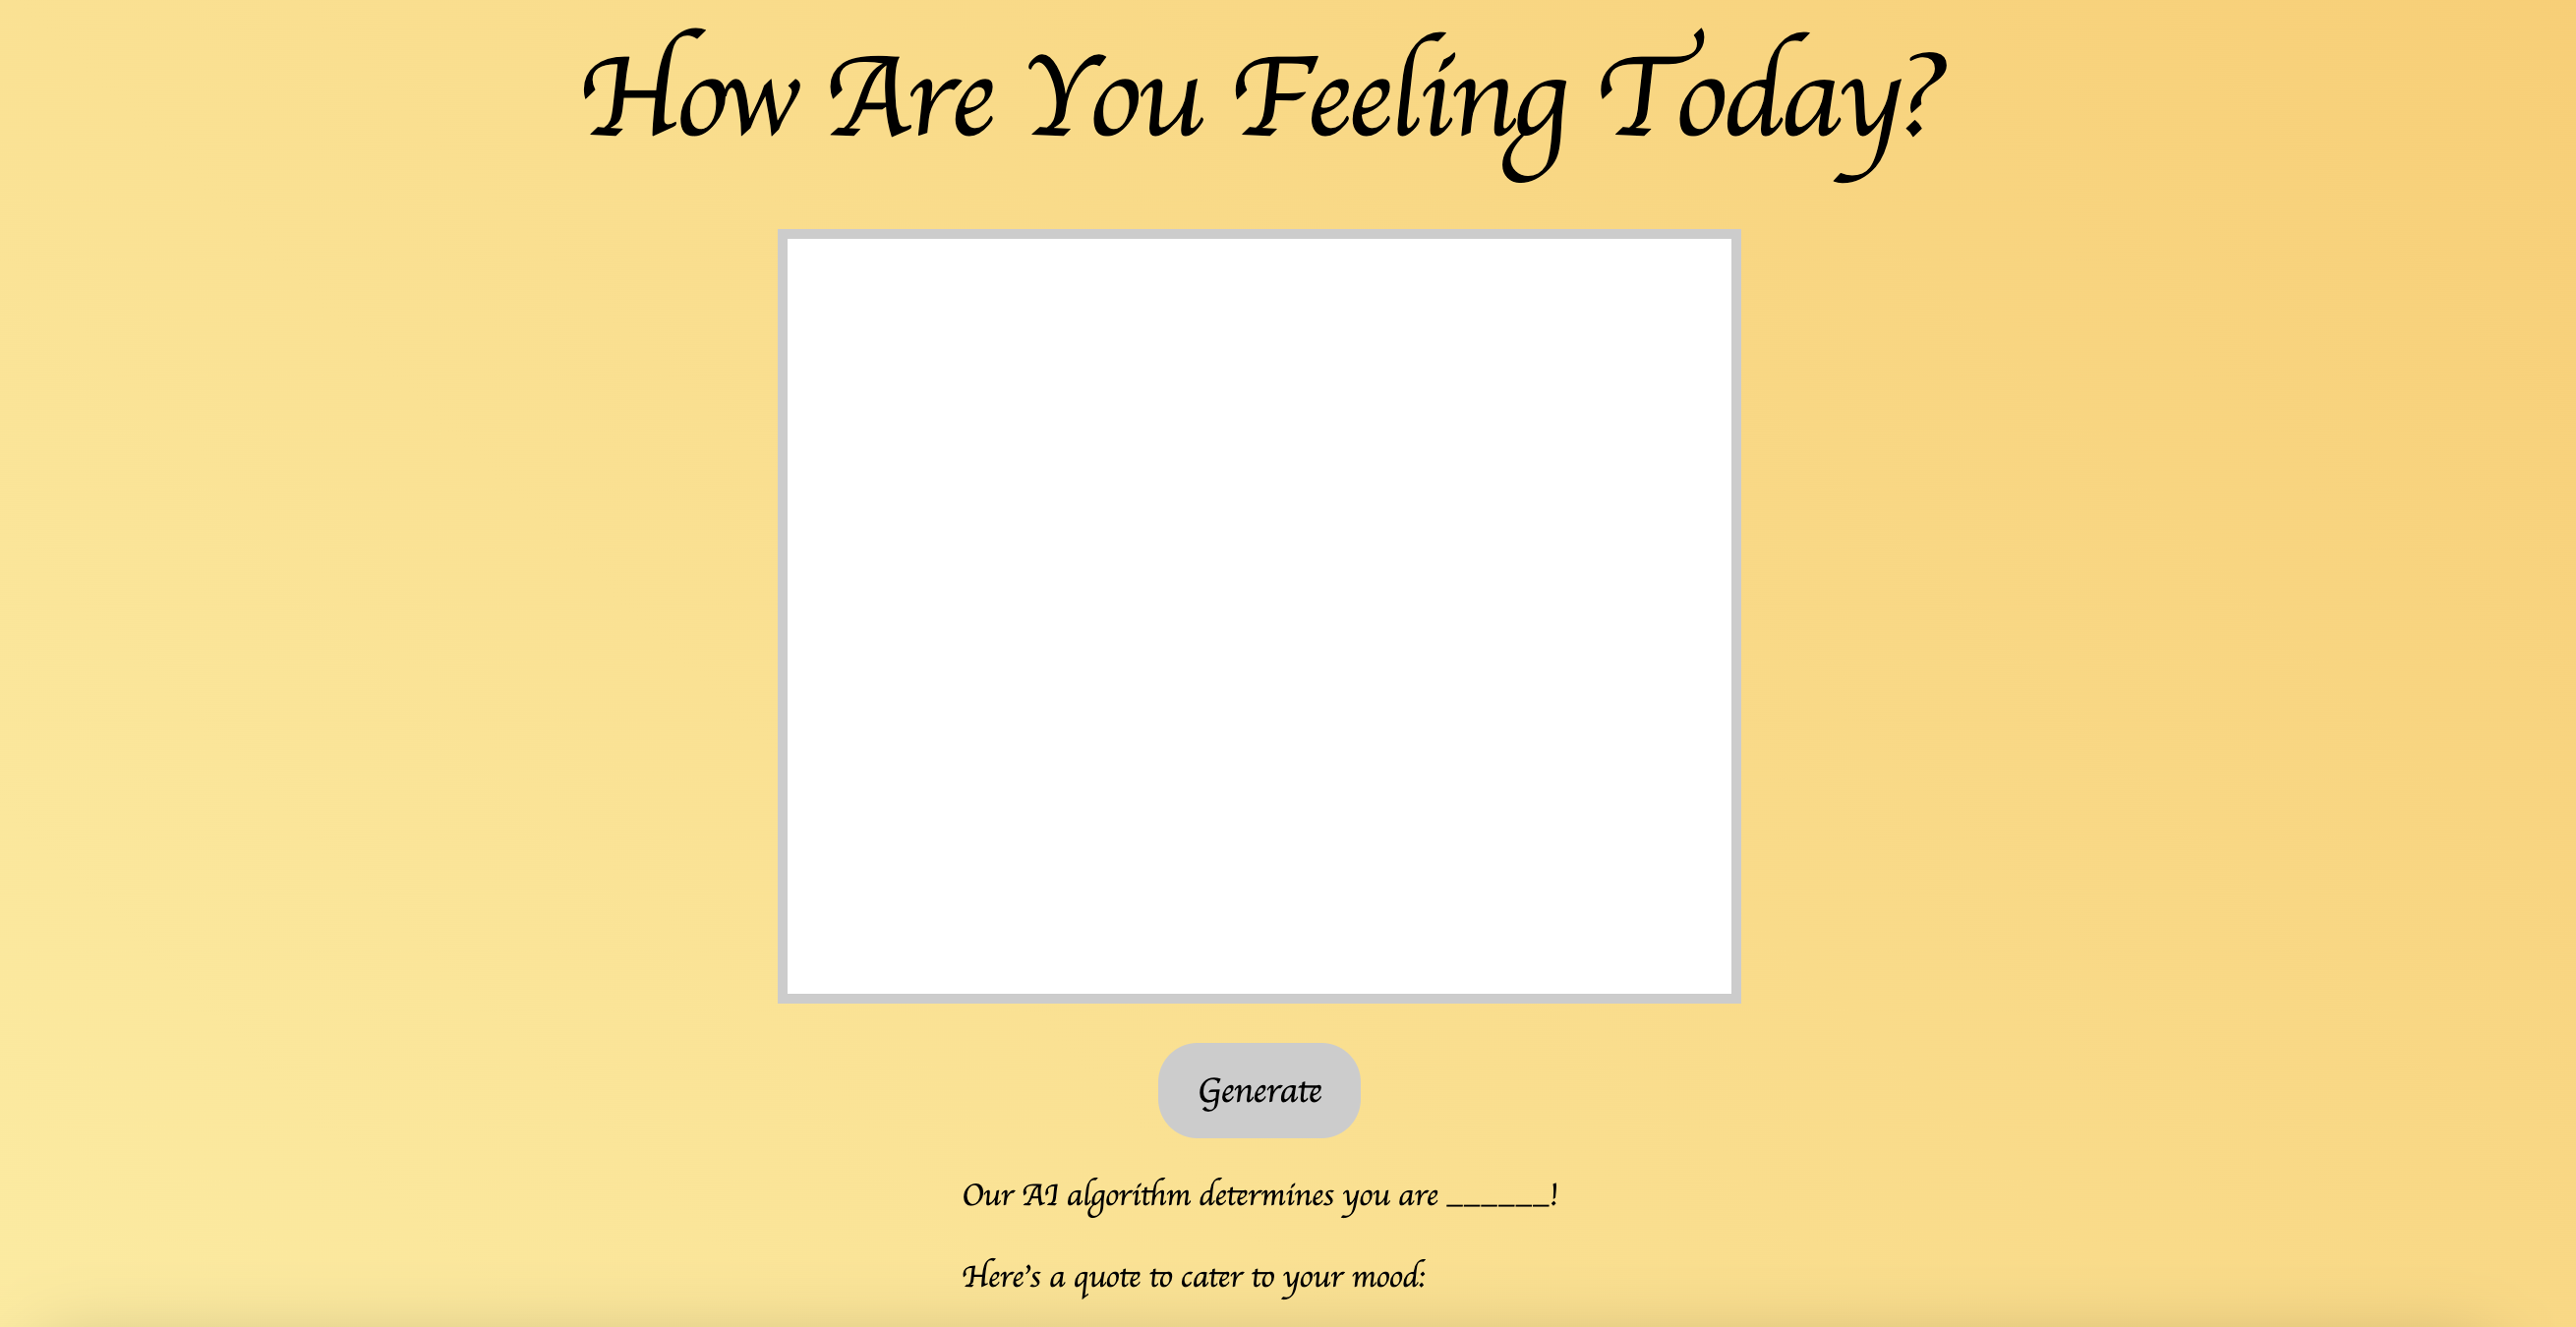 How Are You Feeling Today?
Generate
Our AI algorithm determines you are ______!
Here's a quote to cater to your mood: